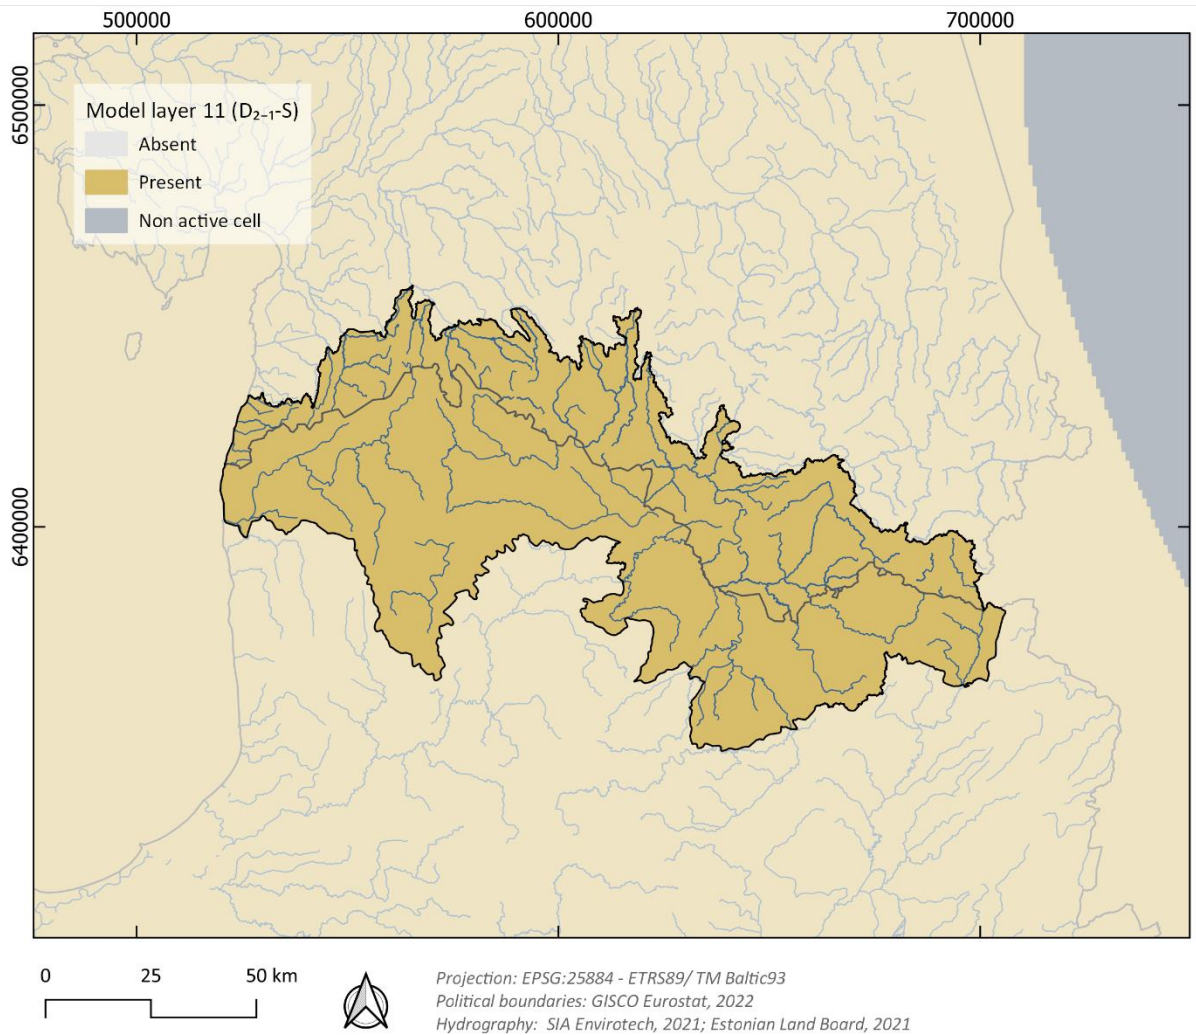 500000 600000 700000
6500000
6400000
Model layer 11 (D₂₋₁-S)
Absent
Present
Non active cell
0 25 50 km
Projection: EPSG:25884 - ETRS89/ TM Baltic93
Political boundaries: GISCO Eurostat, 2022
Hydrography: SIA Envirotech, 2021; Estonian Land Board, 2021